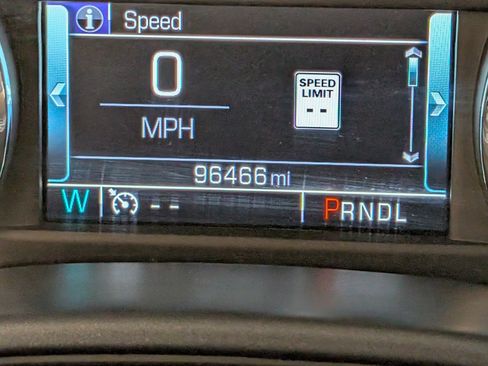 i Speed
0
MPH
SPEED
LIMIT
--
96466 mi
W -- PRNDL